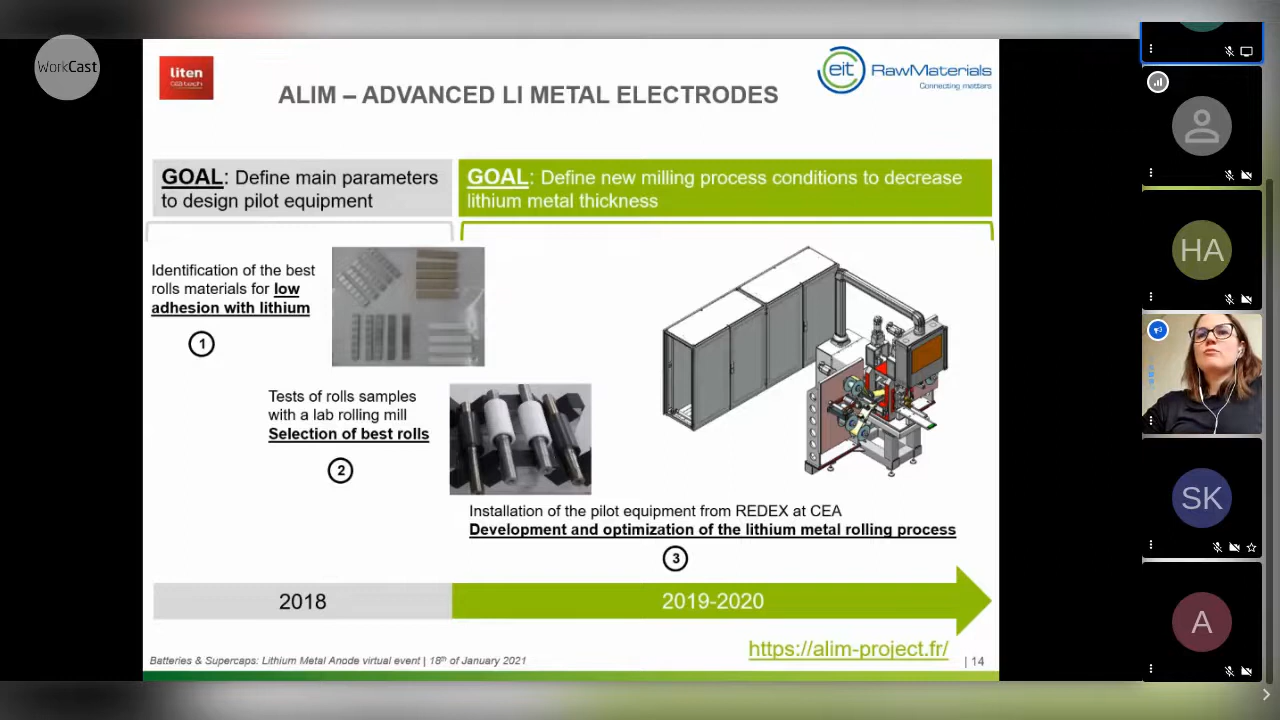 WorkCast
liten
ceatech
ALIM – ADVANCED LI METAL ELECTRODES
eit RawMaterials
Connecting matters
GOAL: Define main parameters
to design pilot equipment
GOAL: Define new milling process conditions to decrease
lithium metal thickness
Identification of the best
rolls materials for low
adhesion with lithium
1
Tests of rolls samples
with a lab rolling mill
Selection of best rolls
2
Installation of the pilot equipment from REDEX at CEA
Development and optimization of the lithium metal rolling process
3
2018
2019-2020
https://alim-project.fr/
Batteries & Supercaps: Lithium Metal Anode virtual event | 18th of January 2021
| 14
HA
SK
A